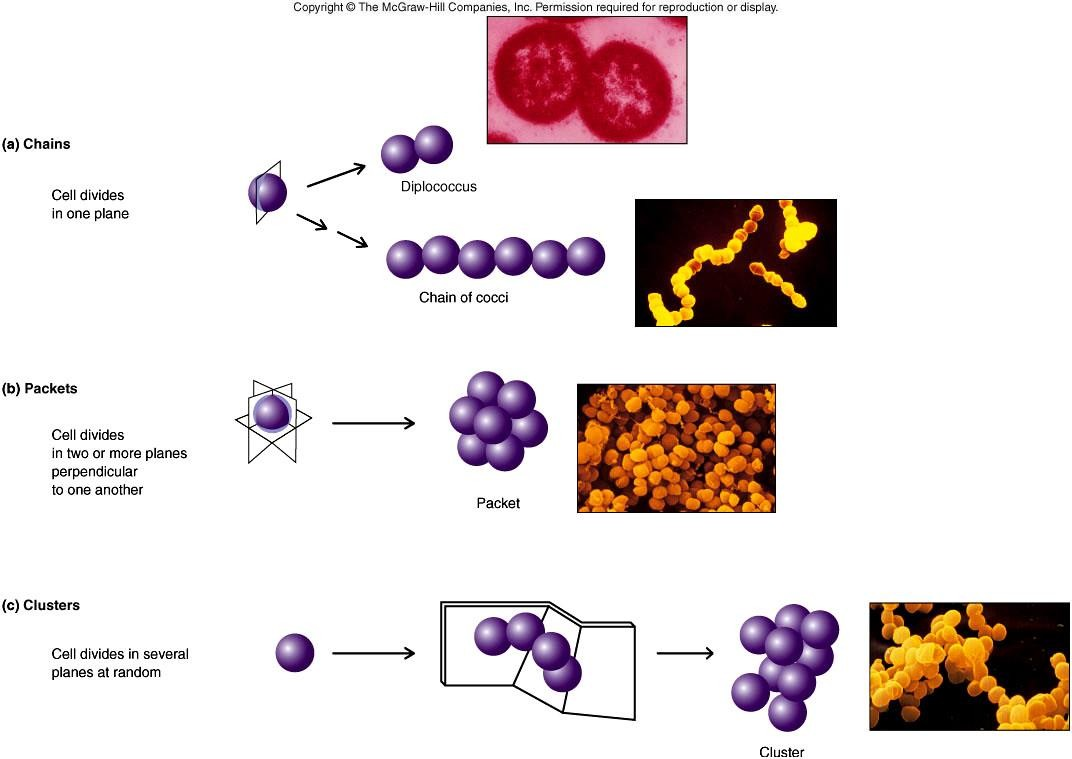 Copyright © The McGraw-Hill Companies, Inc. Permission required for reproduction or display.
(a) Chains
Cell divides
in one plane
Diplococcus
Chain of cocci
(b) Packets
Cell divides
in two or more planes
perpendicular
to one another
Packet
(c) Clusters
Cell divides in several
planes at random
Cluster